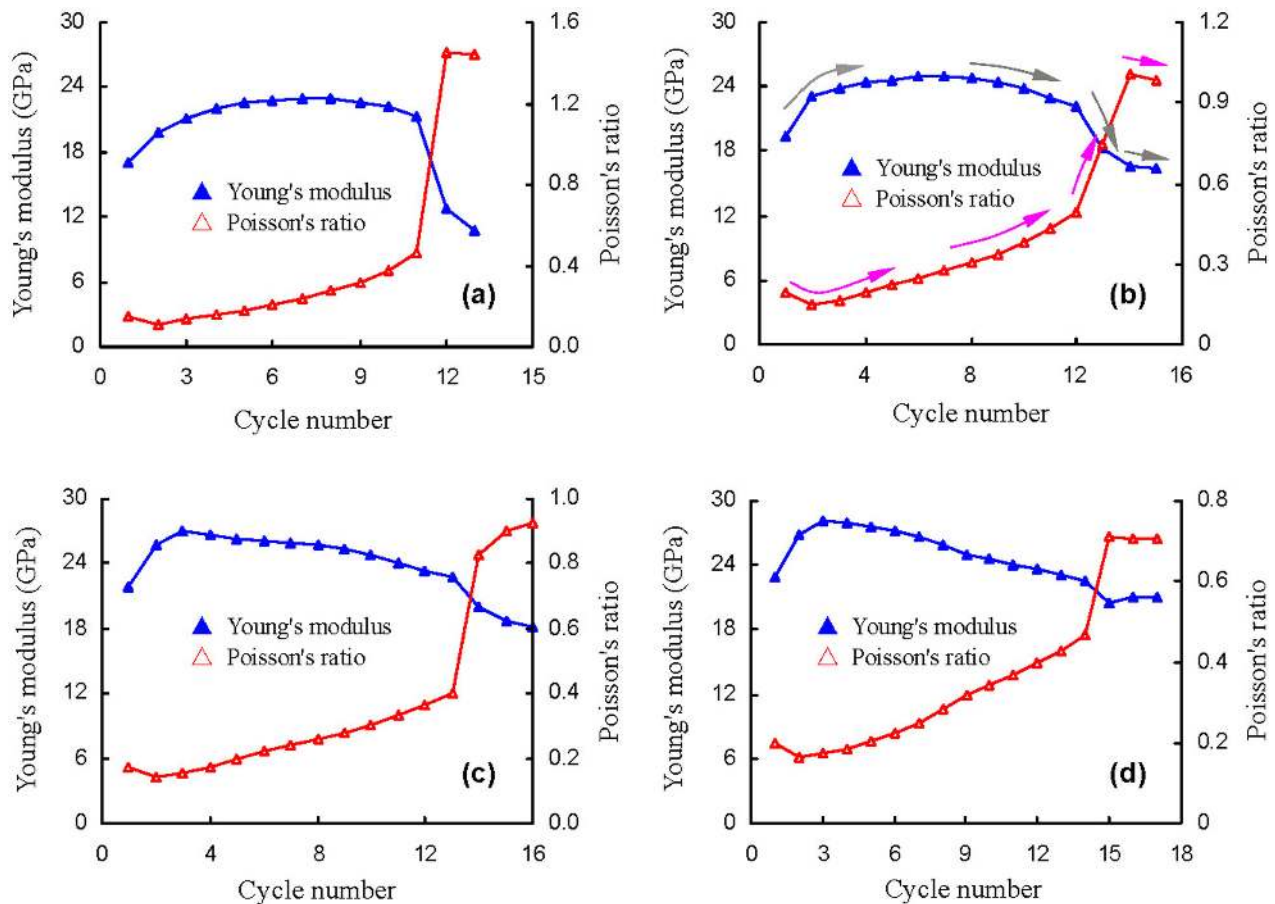 30
24
18
12
6
0
Young's modulus (GPa)
1.6
1.2
0.8
0.4
0.0
Poisson's ratio
Young's modulus
Poisson's ratio
(a)
0 3 6 9 12 15
Cycle number
30
24
18
12
6
0
Young's modulus (GPa)
1.2
0.9
0.6
0.3
0
Poisson's ratio
Young's modulus
Poisson's ratio
(b)
0 4 8 12 16
Cycle number
30
24
18
12
6
0
Young's modulus (GPa)
1.0
0.8
0.6
0.4
0.2
0.0
Poisson's ratio
Young's modulus
Poisson's ratio
(c)
0 4 8 12 16
Cycle number
30
24
18
12
6
0
Young's modulus (GPa)
0.8
0.6
0.4
0.2
0
Poisson's ratio
Young's modulus
Poisson's ratio
(d)
0 3 6 9 12 15 18
Cycle number